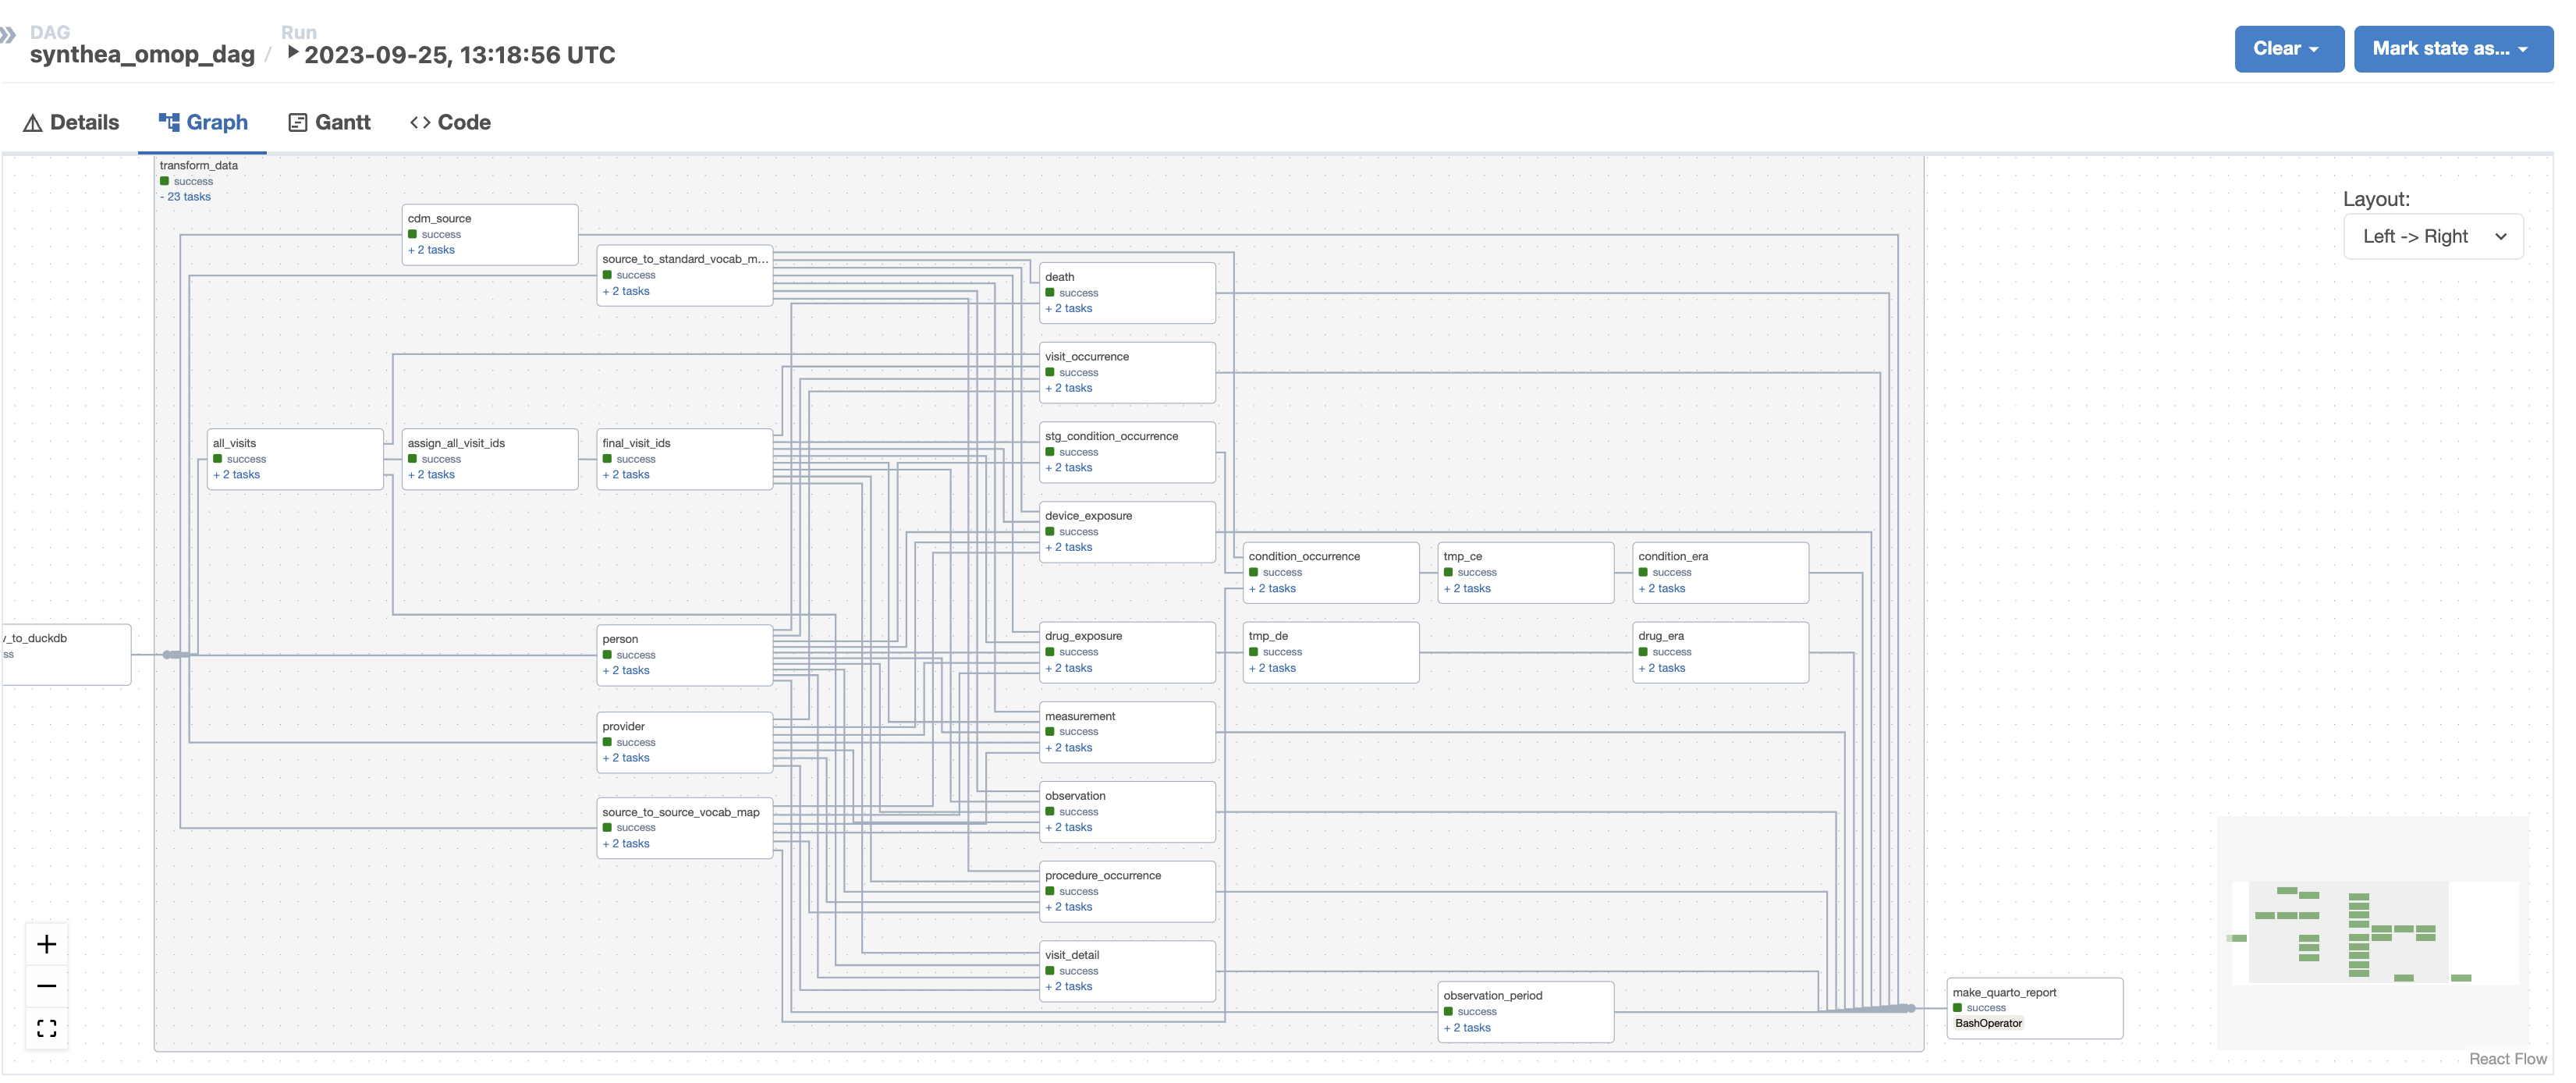 DAG
synthea_omop_dag /
Run
2023-09-25, 13:18:56 UTC
Clear
Mark state as...
Details
Graph
Gantt
Code
Layout:
Left -> Right
transform_data
success
- 23 tasks
cdm_source
success
+ 2 tasks
source_to_standard_vocab_m...
success
+ 2 tasks
death
success
+ 2 tasks
visit_occurrence
success
+ 2 tasks
all_visits
success
+ 2 tasks
assign_all_visit_ids
success
+ 2 tasks
final_visit_ids
success
+ 2 tasks
stg_condition_occurrence
success
+ 2 tasks
device_exposure
success
+ 2 tasks
condition_occurrence
success
+ 2 tasks
tmp_ce
success
+ 2 tasks
condition_era
success
+ 2 tasks
v_to_duckdb
ss
person
success
+ 2 tasks
drug_exposure
success
+ 2 tasks
tmp_de
success
+ 2 tasks
drug_era
success
+ 2 tasks
provider
success
+ 2 tasks
measurement
success
+ 2 tasks
source_to_source_vocab_map
success
+ 2 tasks
observation
success
+ 2 tasks
procedure_occurrence
success
+ 2 tasks
visit_detail
success
+ 2 tasks
observation_period
success
+ 2 tasks
make_quarto_report
success
BashOperator
React Flow